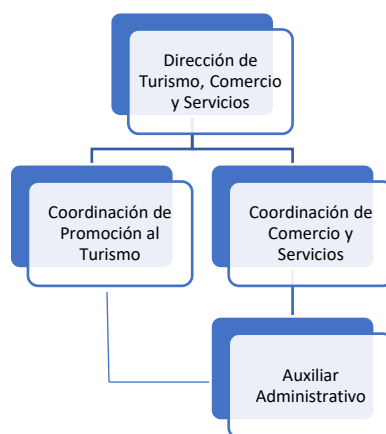 Dirección de
Turismo, Comercio
y Servicios
Coordinación de
Promoción al
Turismo
Coordinación de
Comercio y
Servicios
Auxiliar
Administrativo